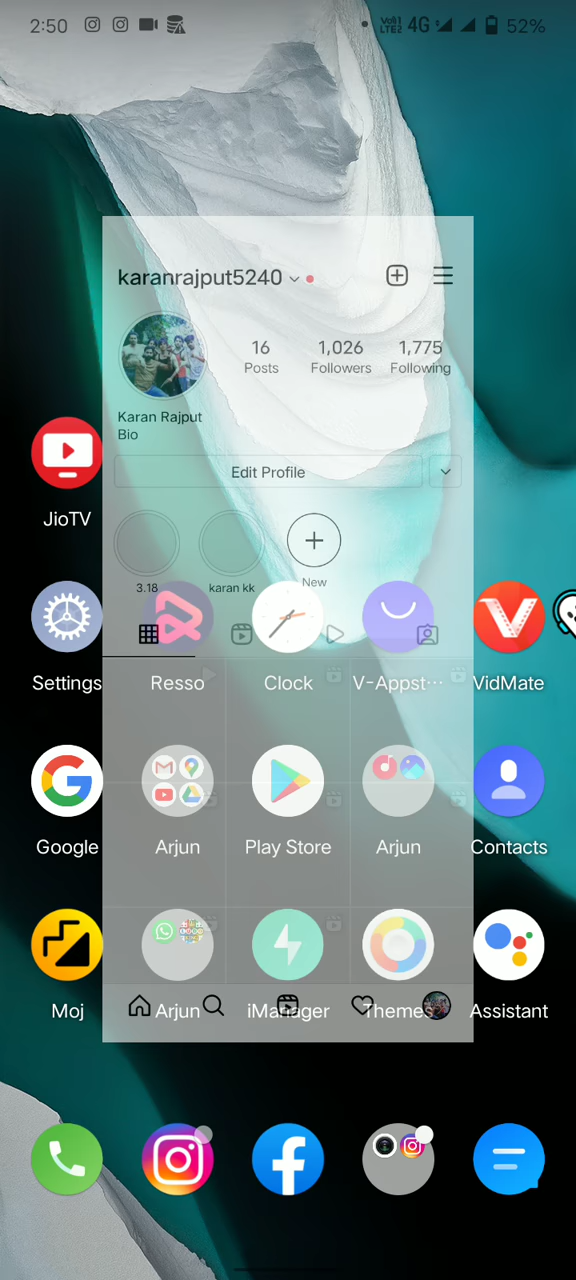 2:50
VoLTE LTE2 4G 52%
karanrajput5240
16 1,026 1,775
Posts Followers Following
Karan Rajput
Bio
Edit Profile
JioTV
3.18 karan kk New
Settings Resso Clock V-Appst··· VidMate
Google Arjun Play Store Arjun Contacts
Moj Arjun iManager Themes Assistant